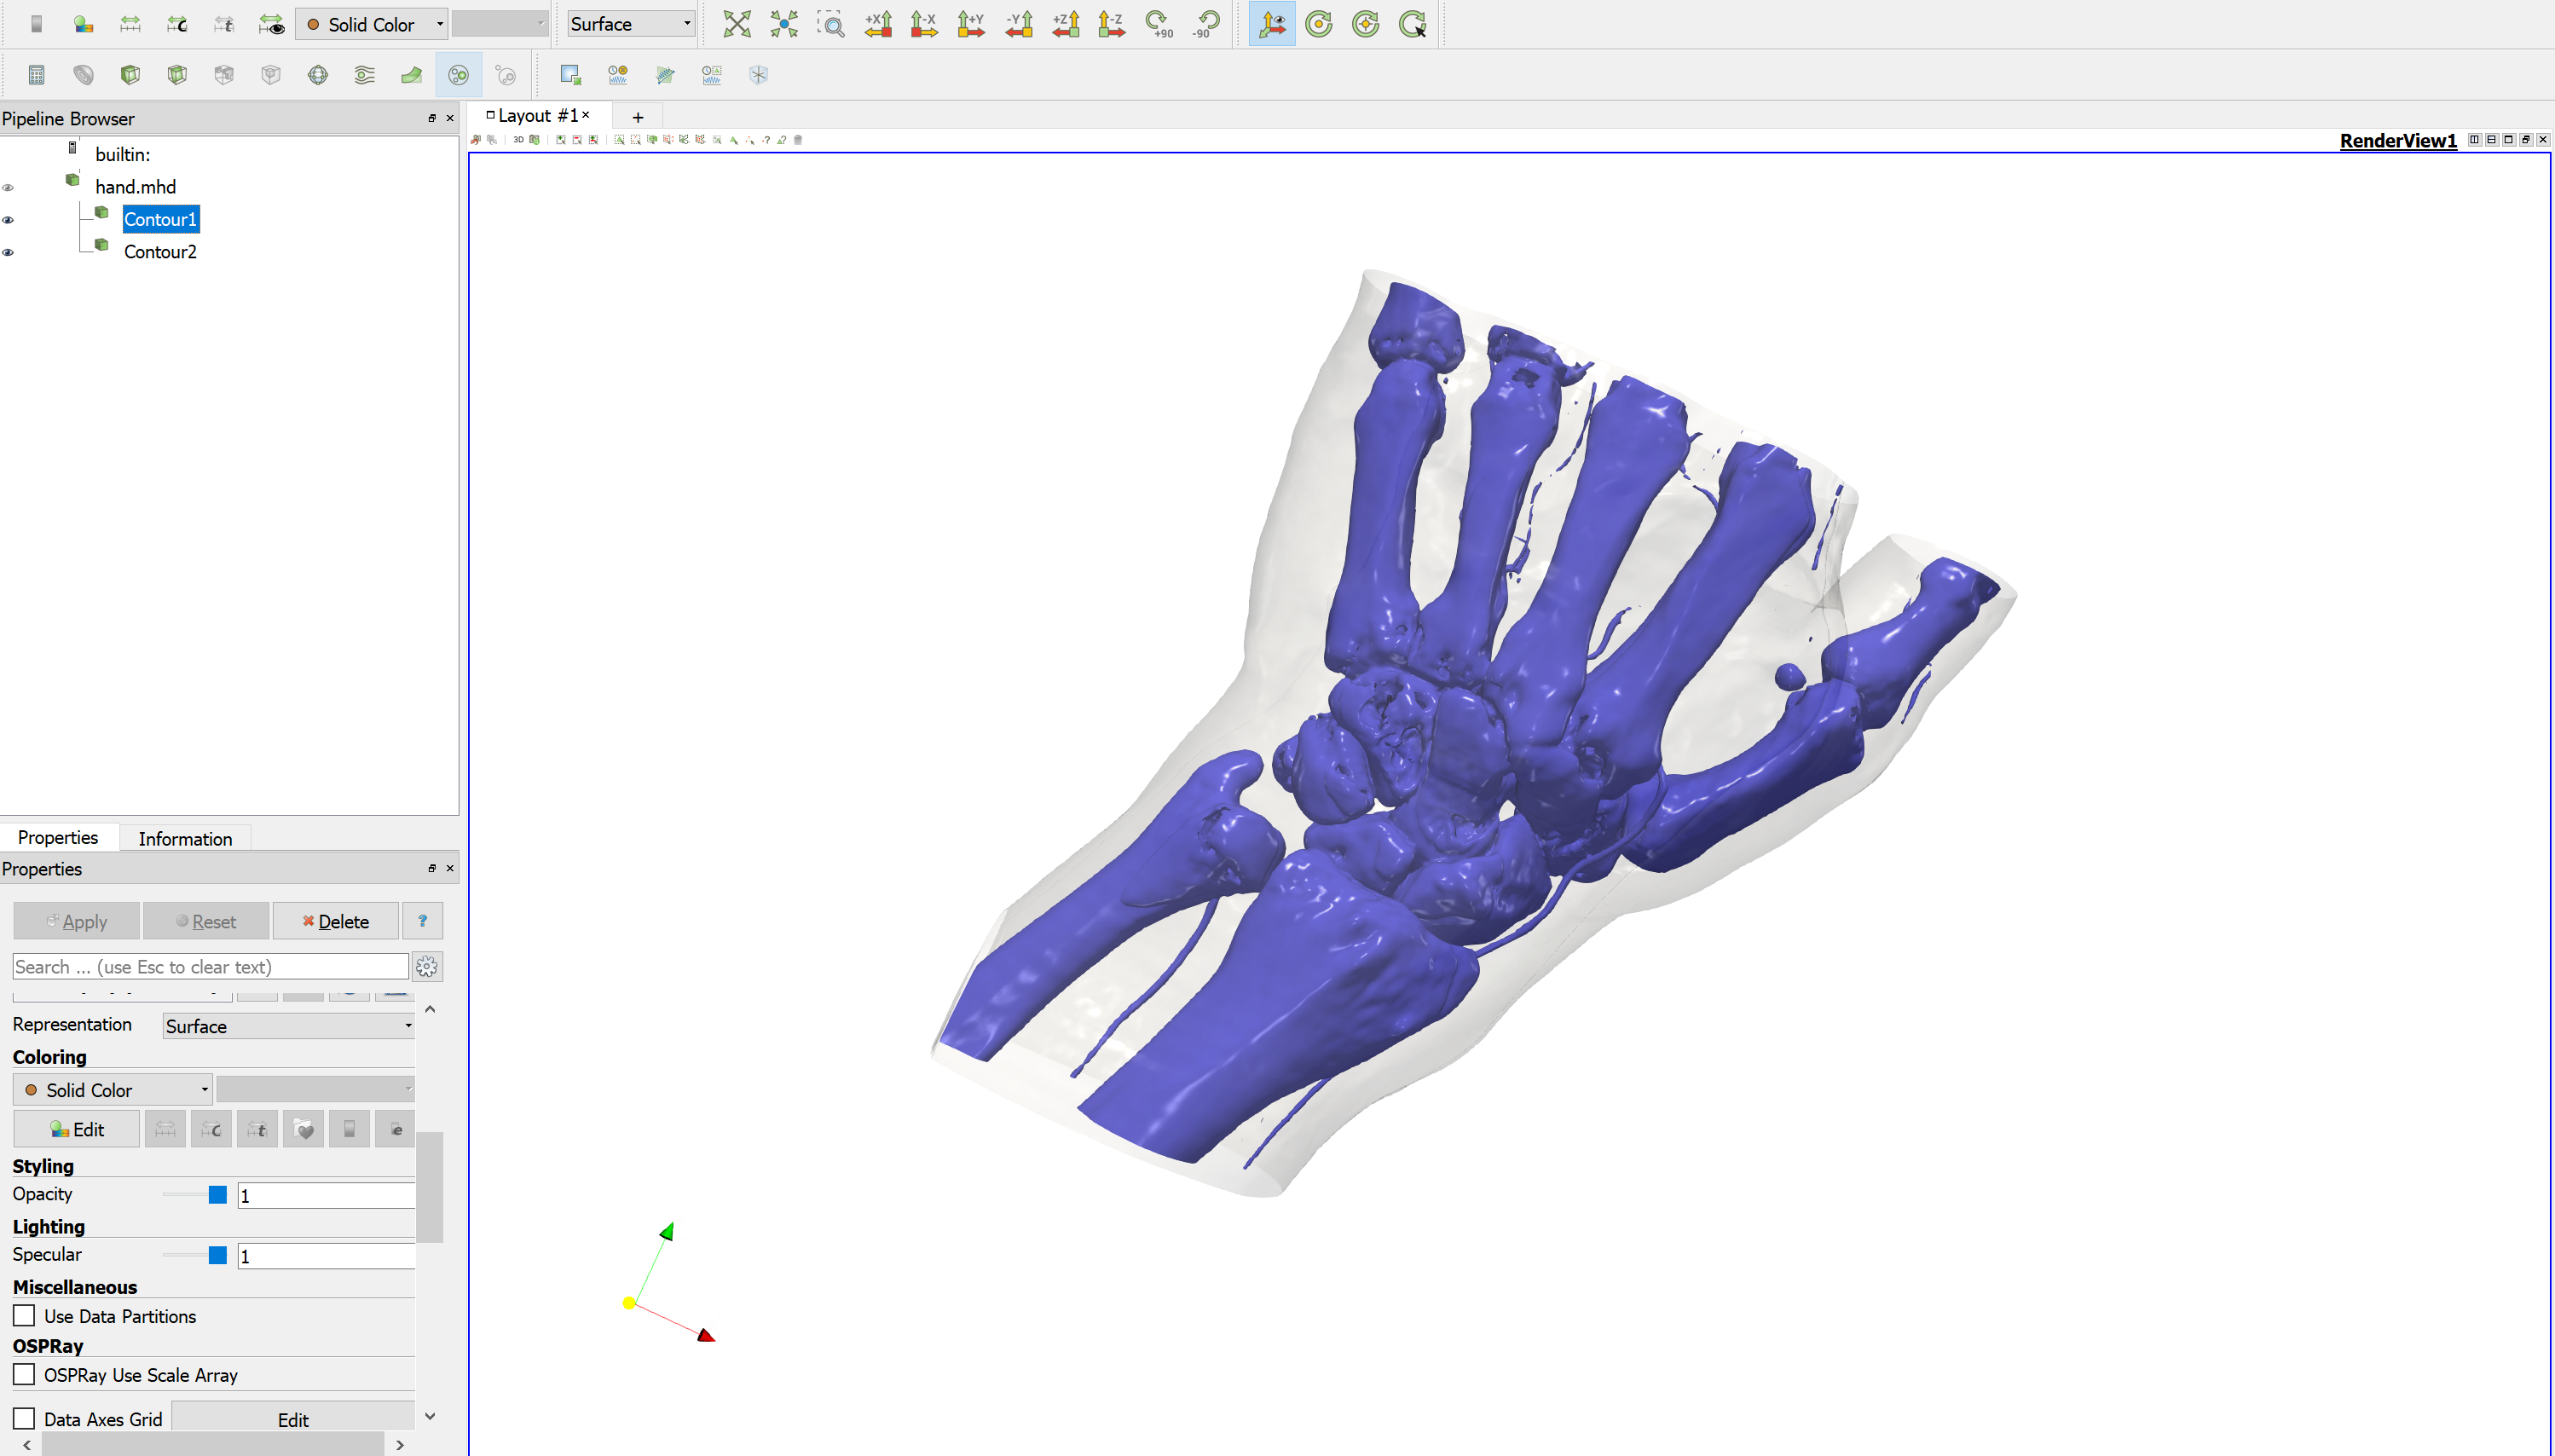 Solid Color
Surface
+X
-X
+Y
-Y
+Z
-Z
+90
-90
Pipeline Browser
builtin:
hand.mhd
Contour1
Contour2
Layout #1
+
3D
RenderView1
Properties
Information
Properties
Apply
Reset
Delete
?
Search ... (use Esc to clear text)
Representation
Surface
Coloring
Solid Color
Edit
c
t
e
Styling
Opacity
1
Lighting
Specular
1
Miscellaneous
Use Data Partitions
OSPRay
OSPRay Use Scale Array
Data Axes Grid
Edit